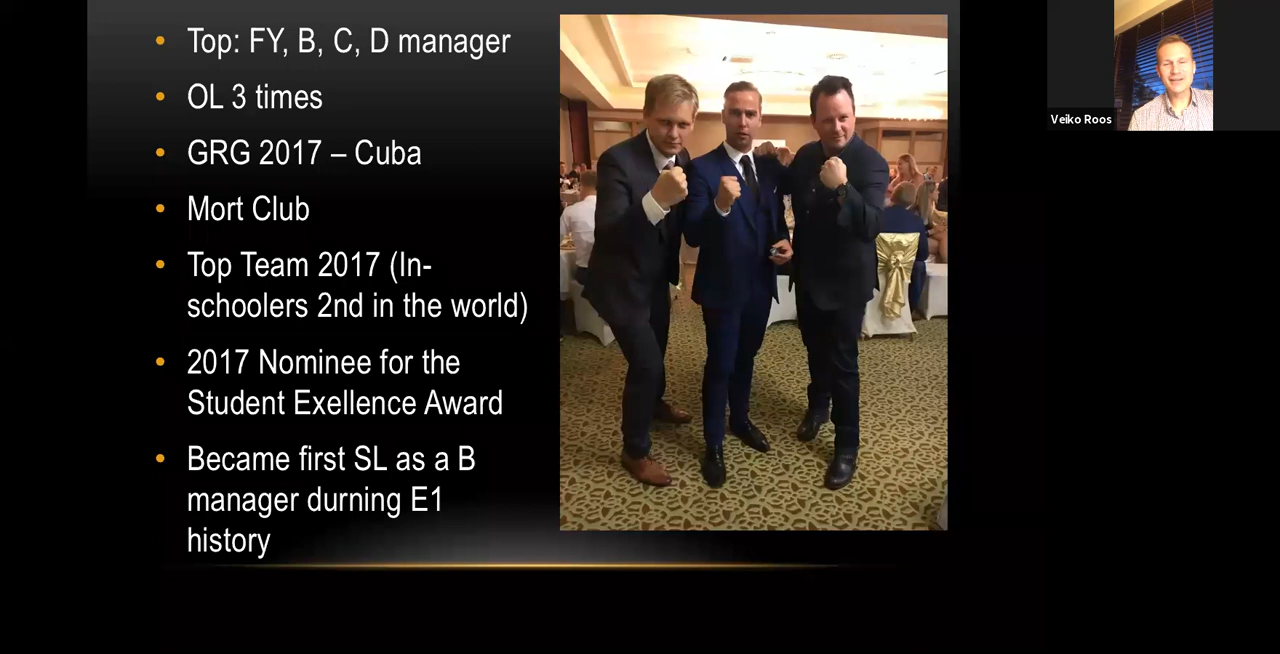 Top: FY, B, C, D manager
OL 3 times
GRG 2017 – Cuba
Mort Club
Top Team 2017 (In-
schoolers 2nd in the world)
2017 Nominee for the
Student Exellence Award
Became first SL as a B
manager durning E1
history
Veiko Roos